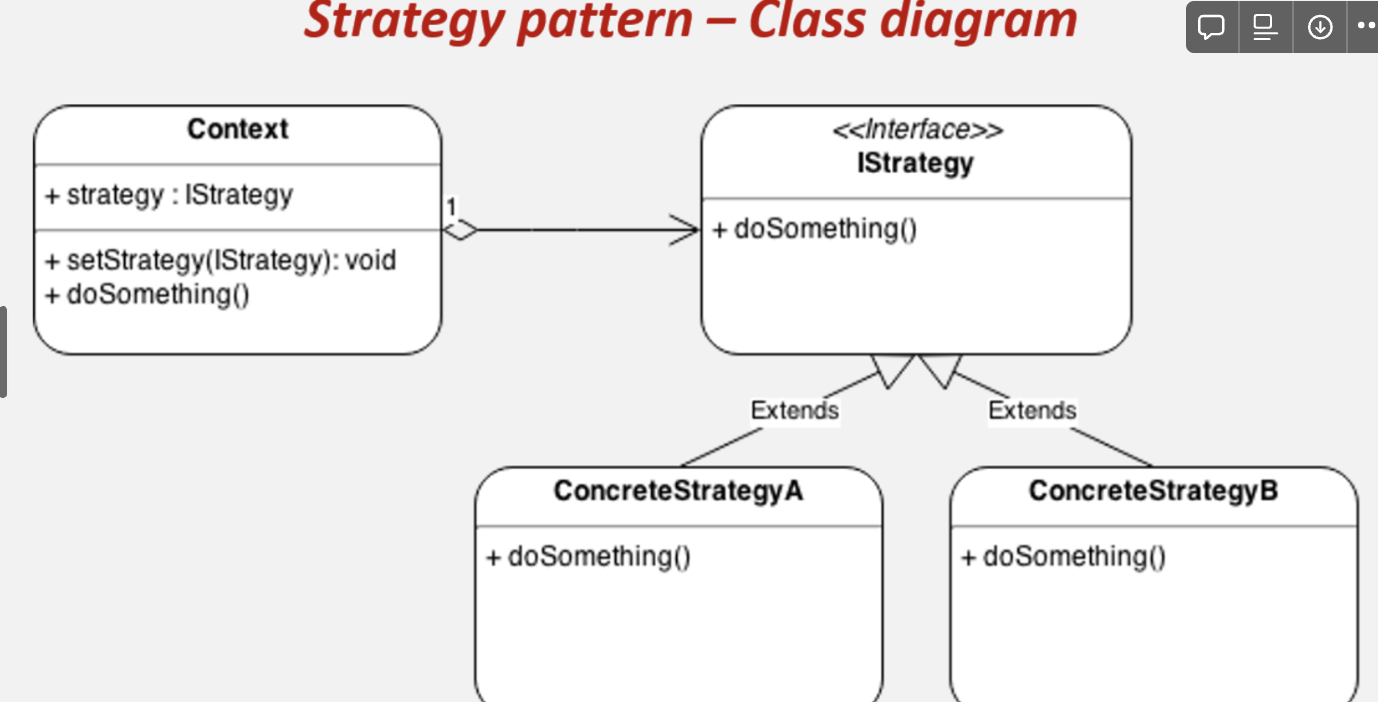 Strategy pattern – Class diagram
Context
+ strategy : IStrategy
+ setStrategy(IStrategy): void
+ doSomething()
1
<<Interface>>
IStrategy
+ doSomething()
Extends
Extends
ConcreteStrategyA
+ doSomething()
ConcreteStrategyB
+ doSomething()